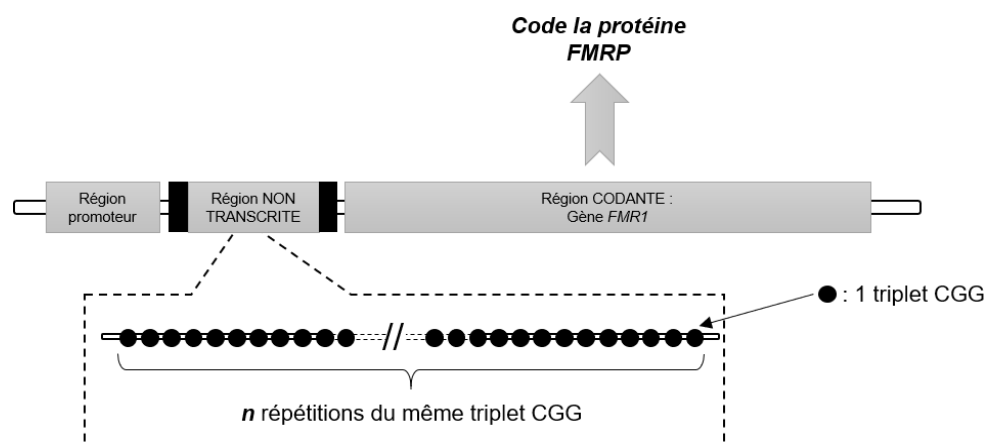 Code la protéine
FMRP
Région
promoteur
Région NON
TRANSCRITE
Région CODANTE :
Gène FMR1
: 1 triplet CGG
//
n répétitions du même triplet CGG